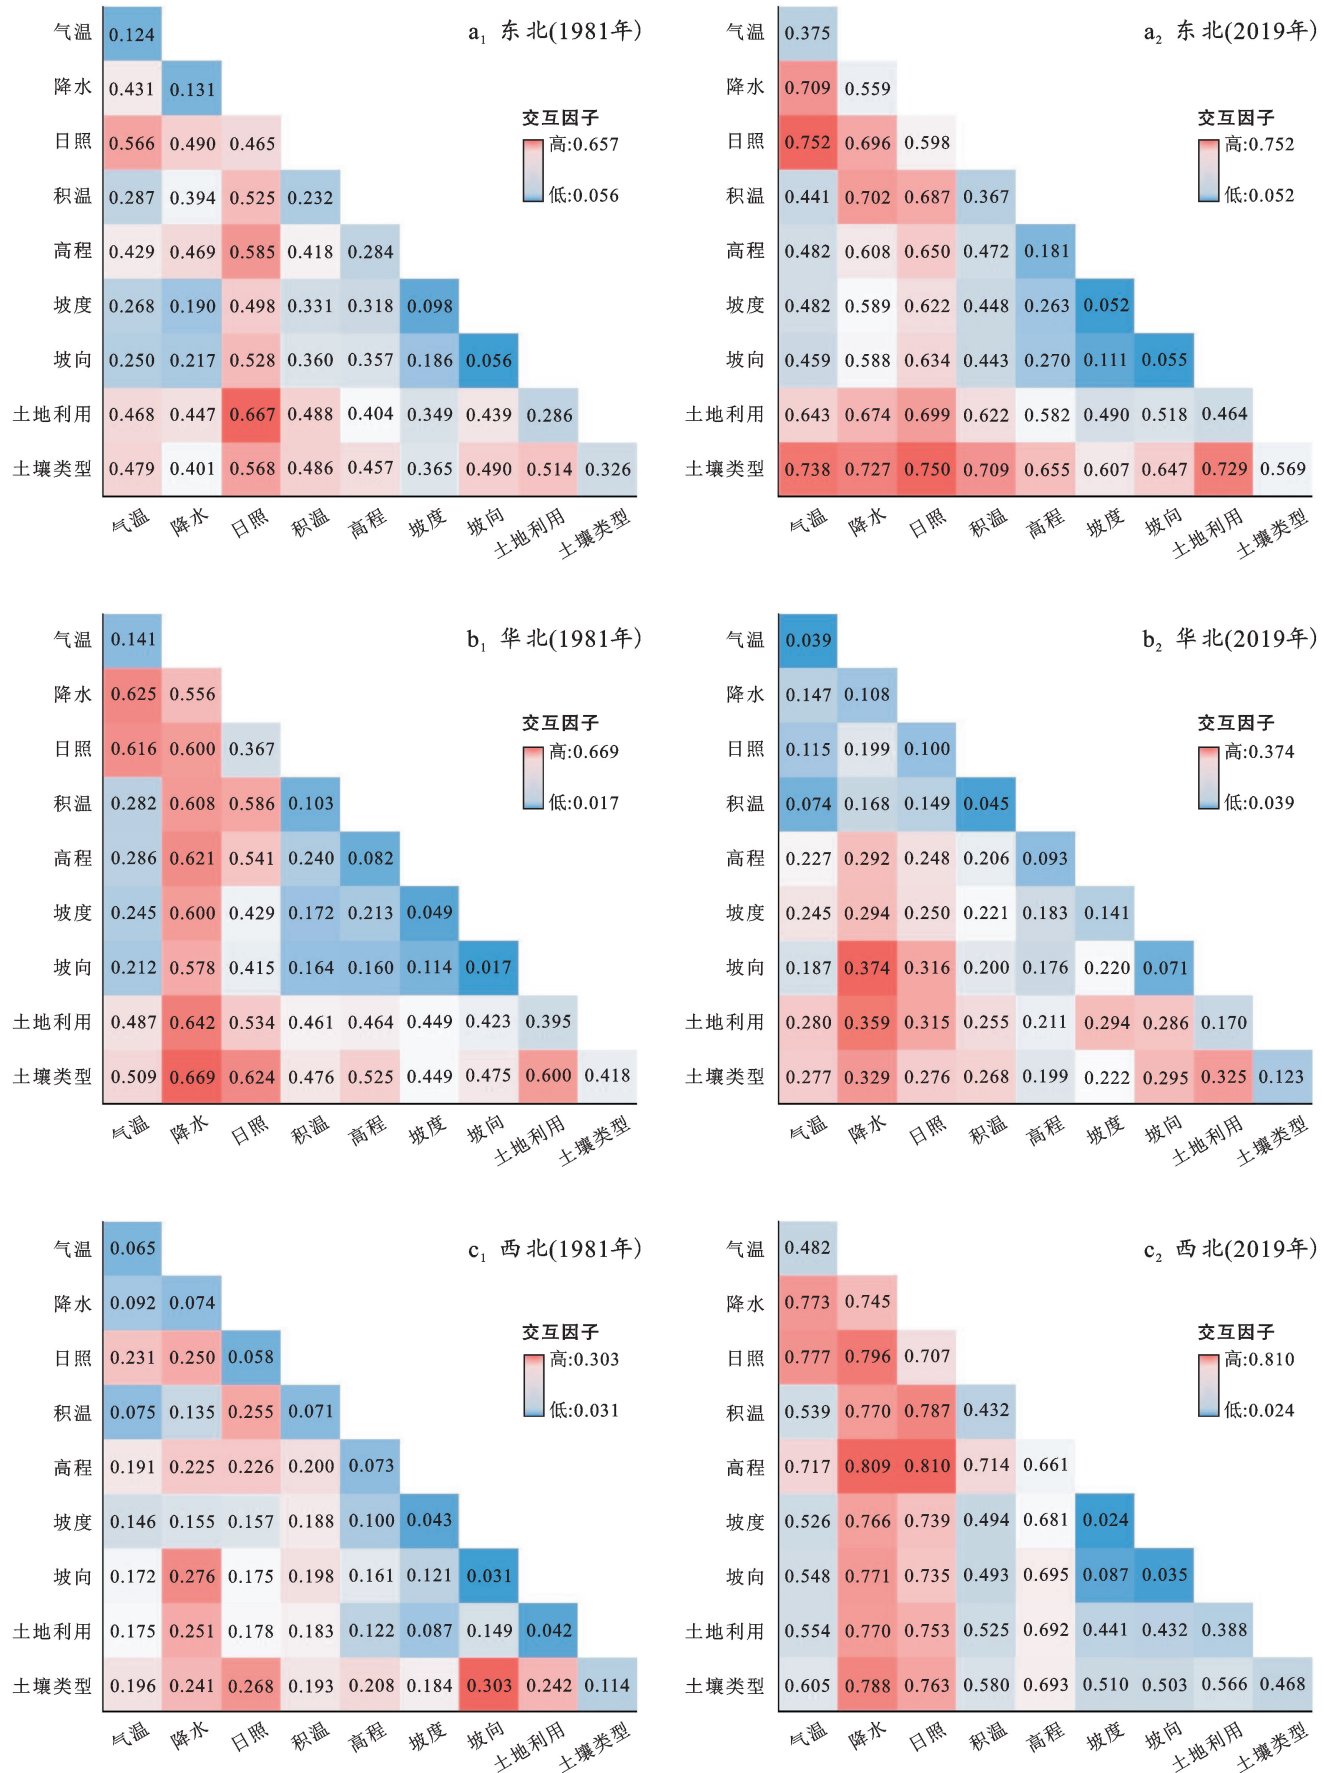 a₁ 东北(1981年)
气温 0.124
降水 0.431 0.131
日照 0.566 0.490 0.465
积温 0.287 0.394 0.525 0.232
高程 0.429 0.469 0.585 0.418 0.284
坡度 0.268 0.190 0.498 0.331 0.318 0.098
坡向 0.250 0.217 0.528 0.360 0.357 0.186 0.056
土地利用 0.468 0.447 0.667 0.488 0.404 0.349 0.439 0.286
土壤类型 0.479 0.401 0.568 0.486 0.457 0.365 0.490 0.514 0.326
气温 降水 日照 积温 高程 坡度 坡向 土地利用 土壤类型
交互因子
高:0.657
低:0.056
a₂ 东北(2019年)
气温 0.375
降水 0.709 0.559
日照 0.752 0.696 0.598
积温 0.441 0.702 0.687 0.367
高程 0.482 0.608 0.650 0.472 0.181
坡度 0.482 0.589 0.622 0.448 0.263 0.052
坡向 0.459 0.588 0.634 0.443 0.270 0.111 0.055
土地利用 0.643 0.674 0.699 0.622 0.582 0.490 0.518 0.464
土壤类型 0.738 0.727 0.750 0.709 0.655 0.607 0.647 0.729 0.569
气温 降水 日照 积温 高程 坡度 坡向 土地利用 土壤类型
交互因子
高:0.752
低:0.052
b₁ 华北(1981年)
气温 0.141
降水 0.625 0.556
日照 0.616 0.600 0.367
积温 0.282 0.608 0.586 0.103
高程 0.286 0.621 0.541 0.240 0.082
坡度 0.245 0.600 0.429 0.172 0.213 0.049
坡向 0.212 0.578 0.415 0.164 0.160 0.114 0.017
土地利用 0.487 0.642 0.534 0.461 0.464 0.449 0.423 0.395
土壤类型 0.509 0.669 0.624 0.476 0.525 0.449 0.475 0.600 0.418
气温 降水 日照 积温 高程 坡度 坡向 土地利用 土壤类型
交互因子
高:0.669
低:0.017
b₂ 华北(2019年)
气温 0.039
降水 0.147 0.108
日照 0.115 0.199 0.100
积温 0.074 0.168 0.149 0.045
高程 0.227 0.292 0.248 0.206 0.093
坡度 0.245 0.294 0.250 0.221 0.183 0.141
坡向 0.187 0.374 0.316 0.200 0.176 0.220 0.071
土地利用 0.280 0.359 0.315 0.255 0.211 0.294 0.286 0.170
土壤类型 0.277 0.329 0.276 0.268 0.199 0.222 0.295 0.325 0.123
气温 降水 日照 积温 高程 坡度 坡向 土地利用 土壤类型
交互因子
高:0.374
低:0.039
c₁ 西北(1981年)
气温 0.065
降水 0.092 0.074
日照 0.231 0.250 0.058
积温 0.075 0.135 0.255 0.071
高程 0.191 0.225 0.226 0.200 0.073
坡度 0.146 0.155 0.157 0.188 0.100 0.043
坡向 0.172 0.276 0.175 0.198 0.161 0.121 0.031
土地利用 0.175 0.251 0.178 0.183 0.122 0.087 0.149 0.042
土壤类型 0.196 0.241 0.268 0.193 0.208 0.184 0.303 0.242 0.114
气温 降水 日照 积温 高程 坡度 坡向 土地利用 土壤类型
交互因子
高:0.303
低:0.031
c₂ 西北(2019年)
气温 0.482
降水 0.773 0.745
日照 0.777 0.796 0.707
积温 0.539 0.770 0.787 0.432
高程 0.717 0.809 0.810 0.714 0.661
坡度 0.526 0.766 0.739 0.494 0.681 0.024
坡向 0.548 0.771 0.735 0.493 0.695 0.087 0.035
土地利用 0.554 0.770 0.753 0.525 0.692 0.441 0.432 0.388
土壤类型 0.605 0.788 0.763 0.580 0.693 0.510 0.503 0.566 0.468
气温 降水 日照 积温 高程 坡度 坡向 土地利用 土壤类型
交互因子
高:0.810
低:0.024